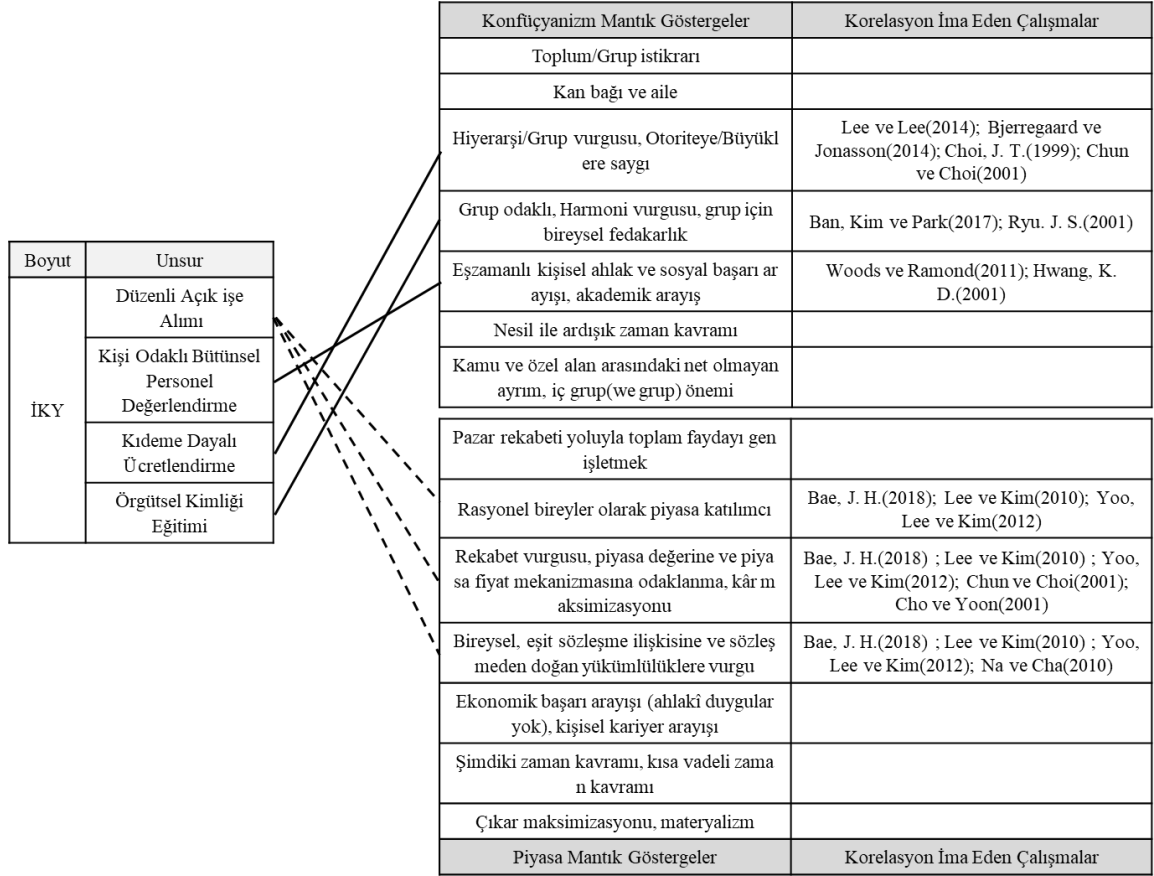 Konfüçyanizm Mantık Göstergeler
Korelasyon İma Eden Çalışmalar
Toplum/Grup istikrarı
Kan bağı ve aile
Hiyerarşi/Grup vurgusu, Otoriteye/Büyükl
ere saygı
Lee ve Lee(2014); Bjerregaard ve
Jonasson(2014); Choi, J. T.(1999); Chun
ve Choi(2001)
Grup odaklı, Harmoni vurgusu, grup için
bireysel fedakarlık
Ban, Kim ve Park(2017); Ryu. J. S.(2001)
Eşzamanlı kişisel ahlak ve sosyal başarı ar
ayışı, akademik arayış
Woods ve Ramond(2011); Hwang, K.
D.(2001)
Nesil ile ardışık zaman kavramı
Kamu ve özel alan arasındaki net olmayan
ayrım, iç grup(we grup) önemi
Boyut
Unsur
İKY
Düzenli Açık işe
Alımı
Kişi Odaklı Bütünsel
Personel
Değerlendirme
Kıdeme Dayalı
Ücretlendirme
Örgütsel Kimliği
Eğitimi
Pazar rekabeti yoluyla toplam faydayı gen
işletmek
Rasyonel bireyler olarak piyasa katılımcı
Bae, J. H.(2018); Lee ve Kim(2010); Yoo,
Lee ve Kim(2012)
Rekabet vurgusu, piyasa değerine ve piya
sa fiyat mekanizmasına odaklanma, kâr m
aksimizasyonu
Bae, J. H.(2018) ; Lee ve Kim(2010) ; Yoo,
Lee ve Kim(2012); Chun ve Choi(2001);
Cho ve Yoon(2001)
Bireysel, eşit sözleşme ilişkisine ve sözleş
meden doğan yükümlülüklere vurgu
Bae, J. H.(2018) ; Lee ve Kim(2010) ; Yoo,
Lee ve Kim(2012); Na ve Cha(2010)
Ekonomik başarı arayışı (ahlakî duygular
yok), kişisel kariyer arayışı
Şimdiki zaman kavramı, kısa vadeli zama
n kavramı
Çıkar maksimizasyonu, materyalizm
Piyasa Mantık Göstergeler
Korelasyon İma Eden Çalışmalar